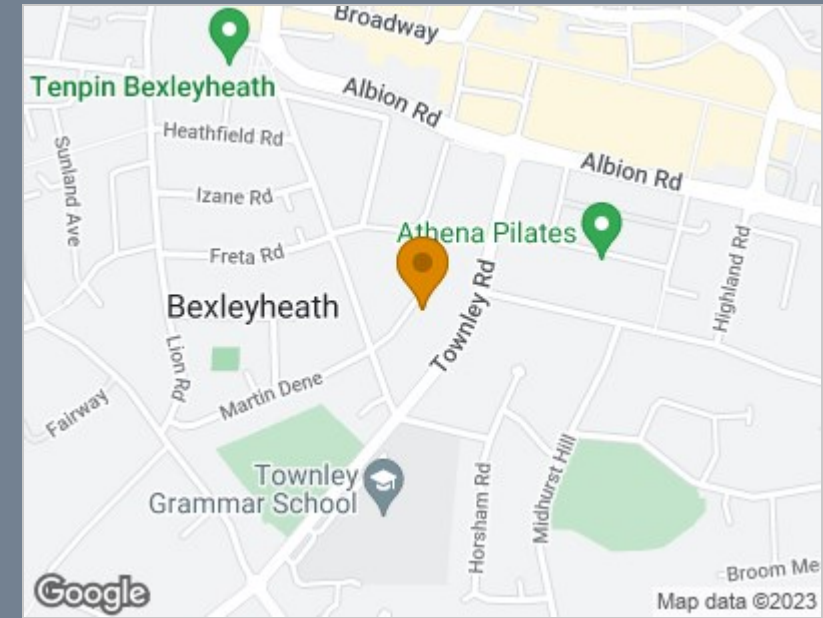 Broadway
Tenpin Bexleyheath
Albion Rd
Heathfield Rd
Sunland Ave
Albion Rd
Izane Rd
Athena Pilates
Freta Rd
Highland Rd
Bexleyheath
Townley Rd
Lion Rd
Martin Dene
Fairway
Townley
Grammar School
Horsham Rd
Midhurst Hill
Broom Me
Google
Map data ©2023